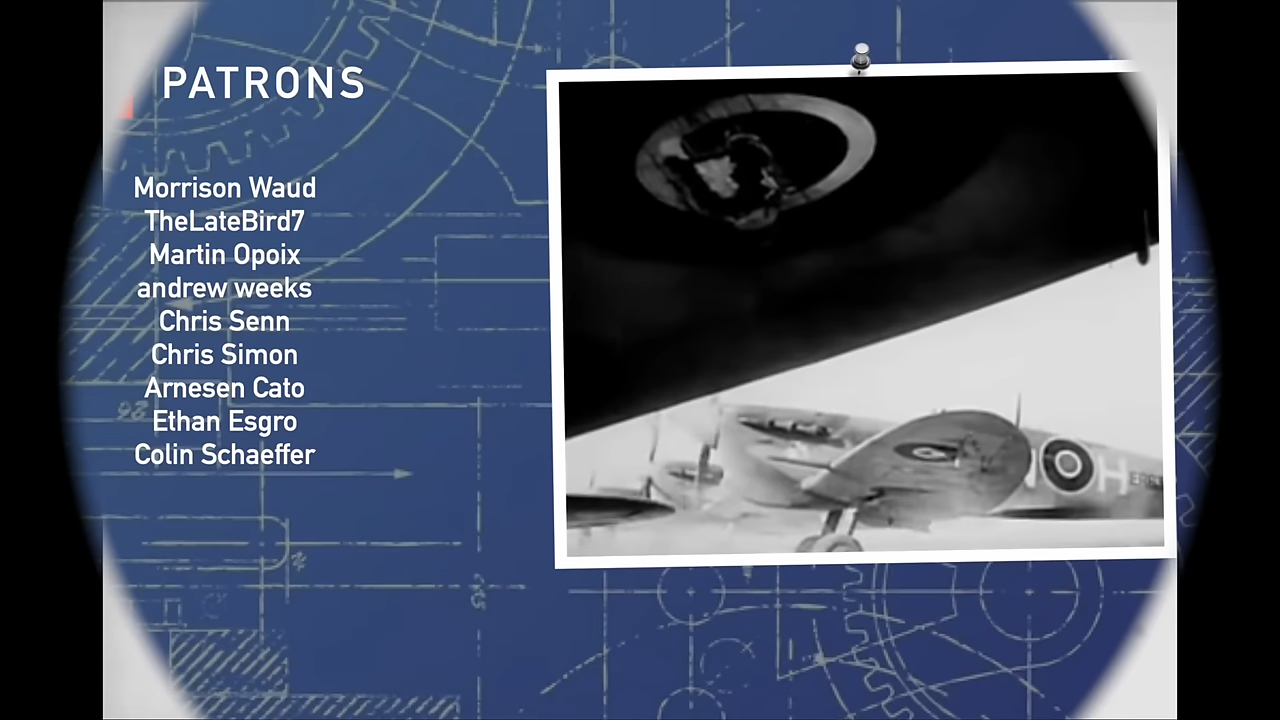 PATRONS
Morrison Waud
TheLateBird7
Martin Opoix
andrew weeks
Chris Senn
Chris Simon
Arnesen Cato
Ethan Esgro
Colin Schaeffer
H